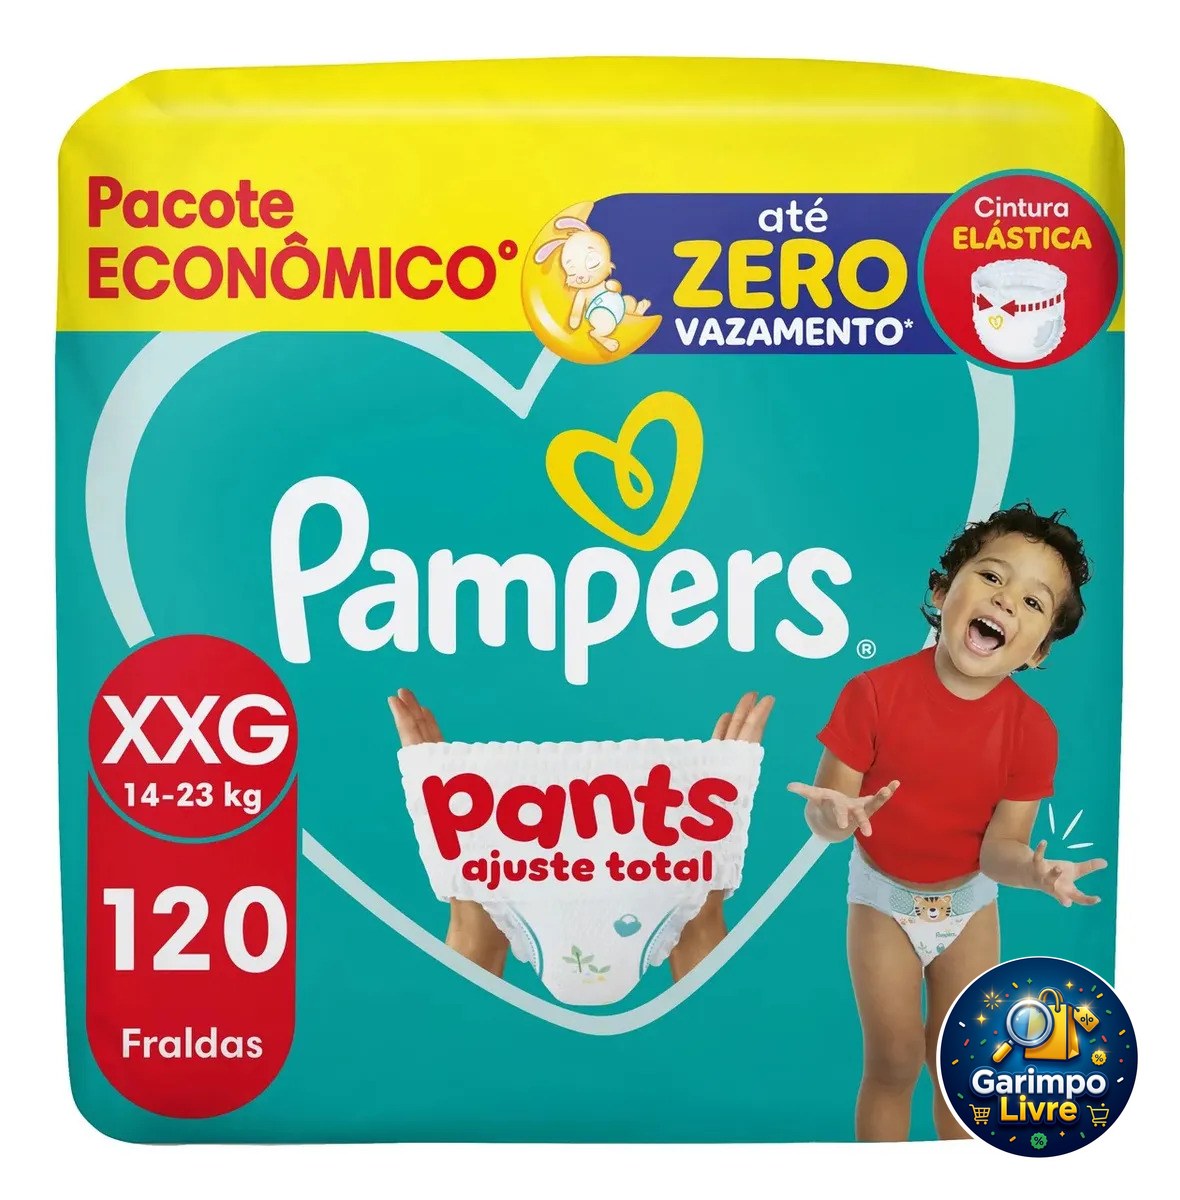 Pacote
ECONÔMICO°
até
ZERO
VAZAMENTO*
Cintura
ELÁSTICA
Pampers®
XXG
14-23 kg
120
Fraldas
pants
ajuste total
Pampers
Garimpo
Livre